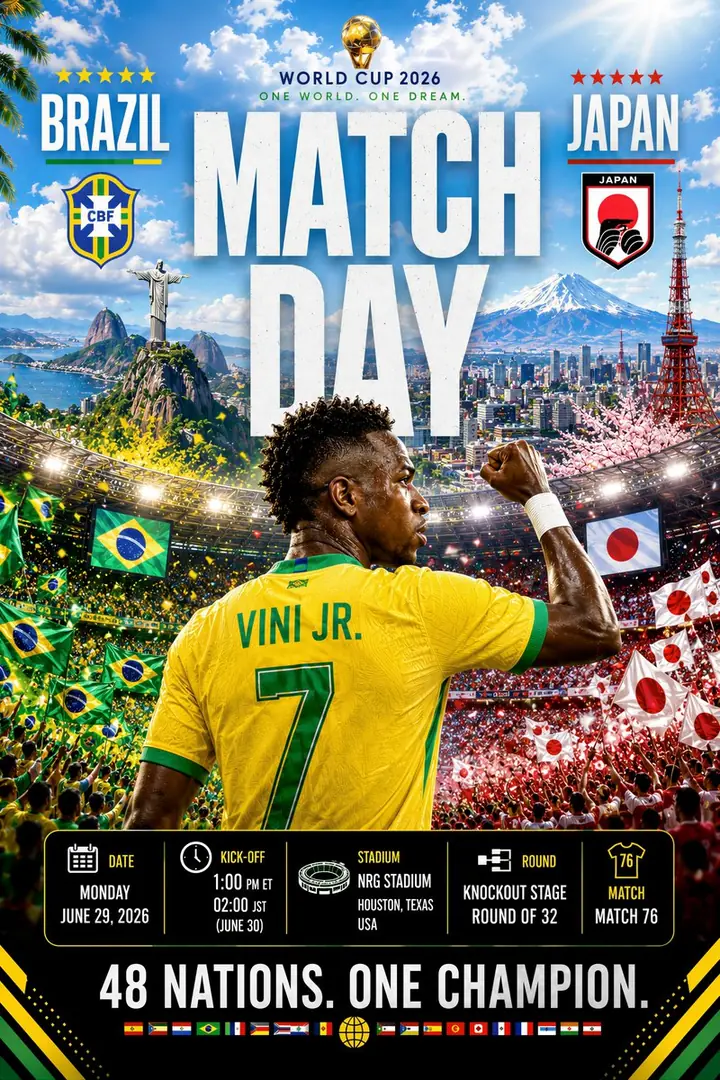 WORLD CUP 2026
ONE WORLD. ONE DREAM.
BRAZIL
JAPAN
MATCH
DAY
CBF
JAPAN
VINI JR.
7
DATE
MONDAY
JUNE 29, 2026
KICK-OFF
1:00 PM ET
02:00 JST
(JUNE 30)
STADIUM
NRG STADIUM
HOUSTON, TEXAS
USA
ROUND
KNOCKOUT STAGE
ROUND OF 32
76
MATCH
MATCH 76
48 NATIONS. ONE CHAMPION.